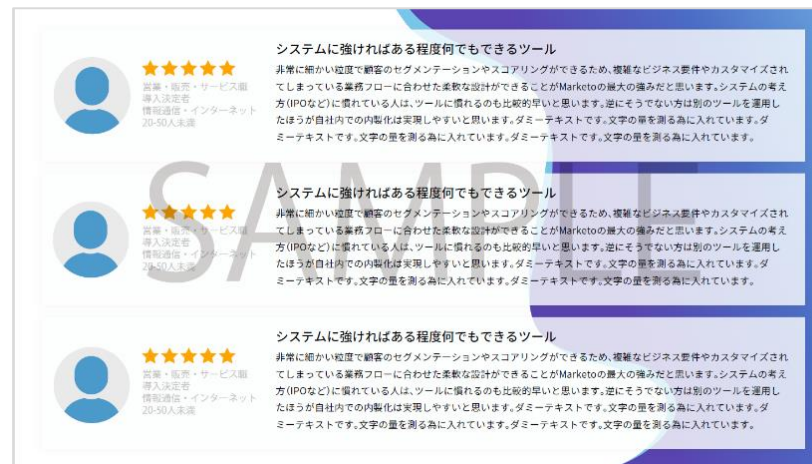 システムに強ければある程度何でもできるツール
営業・販売・サービス職
導入決定者
情報通信・インターネット
20-50人未満
非常に細かい粒度で顧客のセグメンテーションやスコアリングができるため、複雑なビジネス要件やカスタマイズされ
てしまっている業務フローに合わせた柔軟な設計ができることがMarketoの最大の強みだと思います。システムの考え
方(IPOなど)に慣れている人は、ツールに慣れるのも比較的早いと思います。逆にそうでない方は別のツールを運用し
たほうが自社内での内製化は実現しやすいと思います。ダミーテキストです。文字の量を測る為に入れています。ダ
ミーテキストです。文字の量を測る為に入れています。ダミーテキストです。文字の量を測る為に入れています。
SAMPLE
システムに強ければある程度何でもできるツール
営業・販売・サービス職
導入決定者
情報通信・インターネット
20-50人未満
非常に細かい粒度で顧客のセグメンテーションやスコアリングができるため、複雑なビジネス要件やカスタマイズされ
てしまっている業務フローに合わせた柔軟な設計ができることがMarketoの最大の強みだと思います。システムの考え
方(IPOなど)に慣れている人は、ツールに慣れるのも比較的早いと思います。逆にそうでない方は別のツールを運用し
たほうが自社内での内製化は実現しやすいと思います。ダミーテキストです。文字の量を測る為に入れています。ダ
ミーテキストです。文字の量を測る為に入れています。ダミーテキストです。文字の量を測る為に入れています。
システムに強ければある程度何でもできるツール
営業・販売・サービス職
導入決定者
情報通信・インターネット
20-50人未満
非常に細かい粒度で顧客のセグメンテーションやスコアリングができるため、複雑なビジネス要件やカスタマイズされ
てしまっている業務フローに合わせた柔軟な設計ができることがMarketoの最大の強みだと思います。システムの考え
方(IPOなど)に慣れている人は、ツールに慣れるのも比較的早いと思います。逆にそうでない方は別のツールを運用し
たほうが自社内での内製化は実現しやすいと思います。ダミーテキストです。文字の量を測る為に入れています。ダ
ミーテキストです。文字の量を測る為に入れています。ダミーテキストです。文字の量を測る為に入れています。